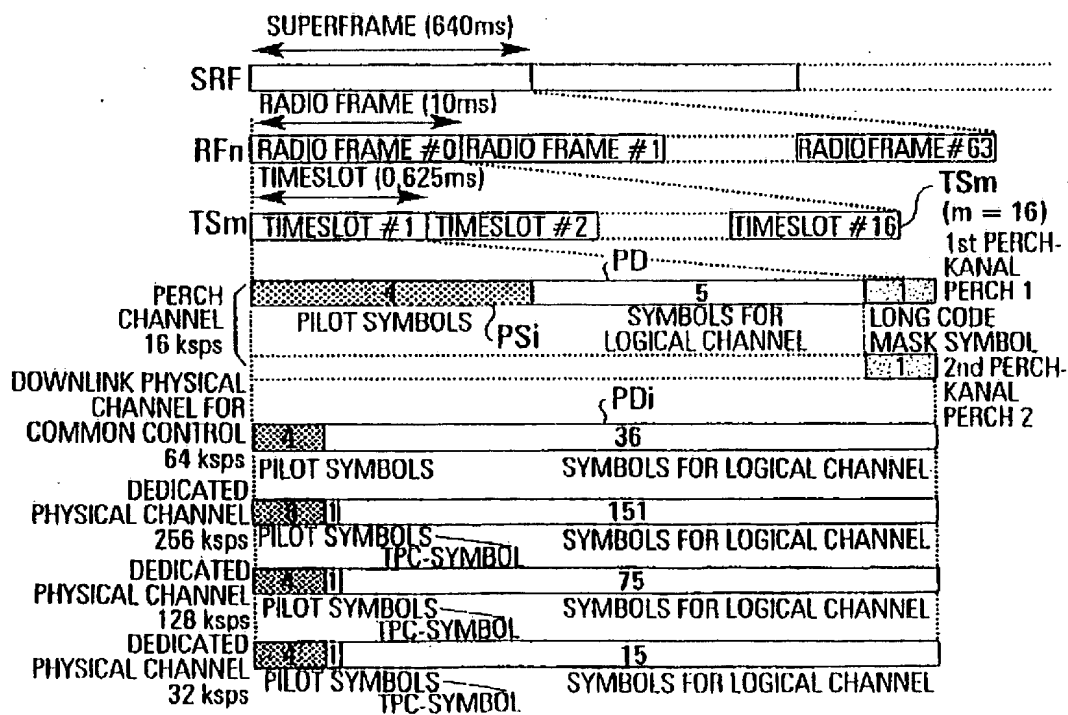 SUPERFRAME (640ms)
SRF
RADIO FRAME (10ms)
RFn
RADIO FRAME #0
RADIO FRAME #1
RADIOFRAME#63
TIMESLOT (0,625ms)
TSm
TIMESLOT #1
TIMESLOT #2
TIMESLOT #16
TSm
(m = 16)
1st PERCH-
KANAL
PERCH 1
PERCH
CHANNEL
16 ksps
PD
4
5
1
PILOT SYMBOLS
PSi
SYMBOLS FOR
LOGICAL CHANNEL
LONG CODE
MASK SYMBOL
1
2nd PERCH-
KANAL
PERCH 2
DOWNLINK PHYSICAL
CHANNEL FOR
COMMON CONTROL
64 ksps
PDi
4
36
PILOT SYMBOLS
SYMBOLS FOR LOGICAL CHANNEL
DEDICATED
PHYSICAL CHANNEL
256 ksps
1
151
PILOT SYMBOLS
TPC-SYMBOL
SYMBOLS FOR LOGICAL CHANNEL
DEDICATED
PHYSICAL CHANNEL
128 ksps
4
1
75
PILOT SYMBOLS
TPC-SYMBOL
SYMBOLS FOR LOGICAL CHANNEL
DEDICATED
PHYSICAL CHANNEL
32 ksps
4
1
15
PILOT SYMBOLS
TPC-SYMBOL
SYMBOLS FOR LOGICAL CHANNEL